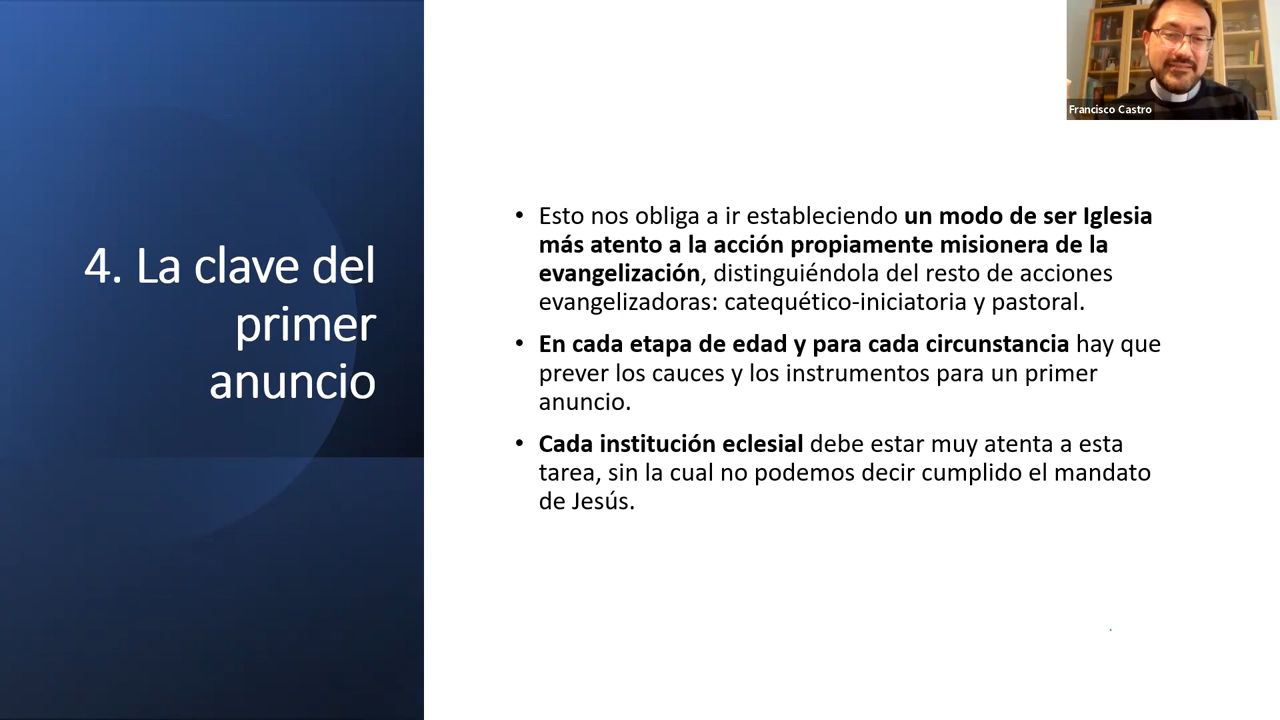 4. La clave del
primer
anuncio
Francisco Castro
• Esto nos obliga a ir estableciendo un modo de ser Iglesia
más atento a la acción propiamente misionera de la
evangelización, distinguiéndola del resto de acciones
evangelizadoras: catequético-iniciatoria y pastoral.
• En cada etapa de edad y para cada circunstancia hay que
prever los cauces y los instrumentos para un primer
anuncio.
• Cada institución eclesial debe estar muy atenta a esta
tarea, sin la cual no podemos decir cumplido el mandato
de Jesús.